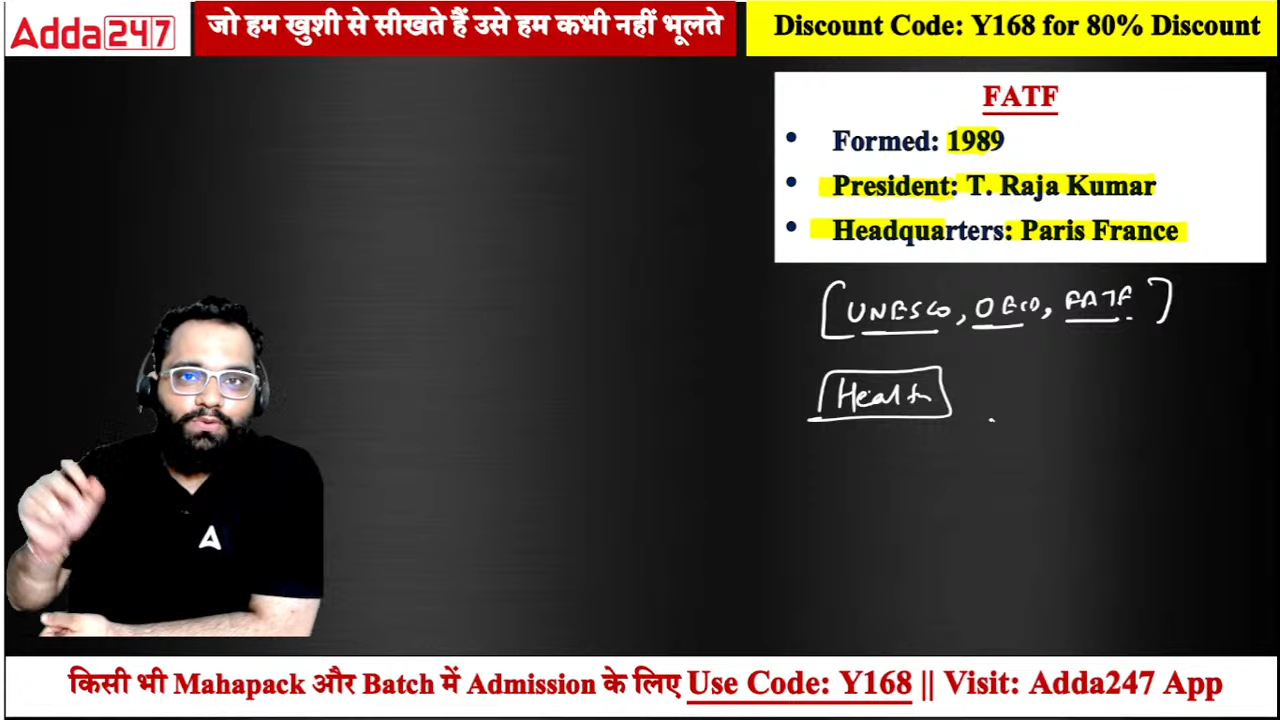 Adda247
जो हम खुशी से सीखते हैं उसे हम कभी नहीं भूलते
Discount Code: Y168 for 80% Discount
FATF
• Formed: 1989
• President: T. Raja Kumar
• Headquarters: Paris France
[UNESCO, OECD, FATF]
Health
किसी भी Mahapack और Batch में Admission के लिए Use Code: Y168 || Visit: Adda247 App